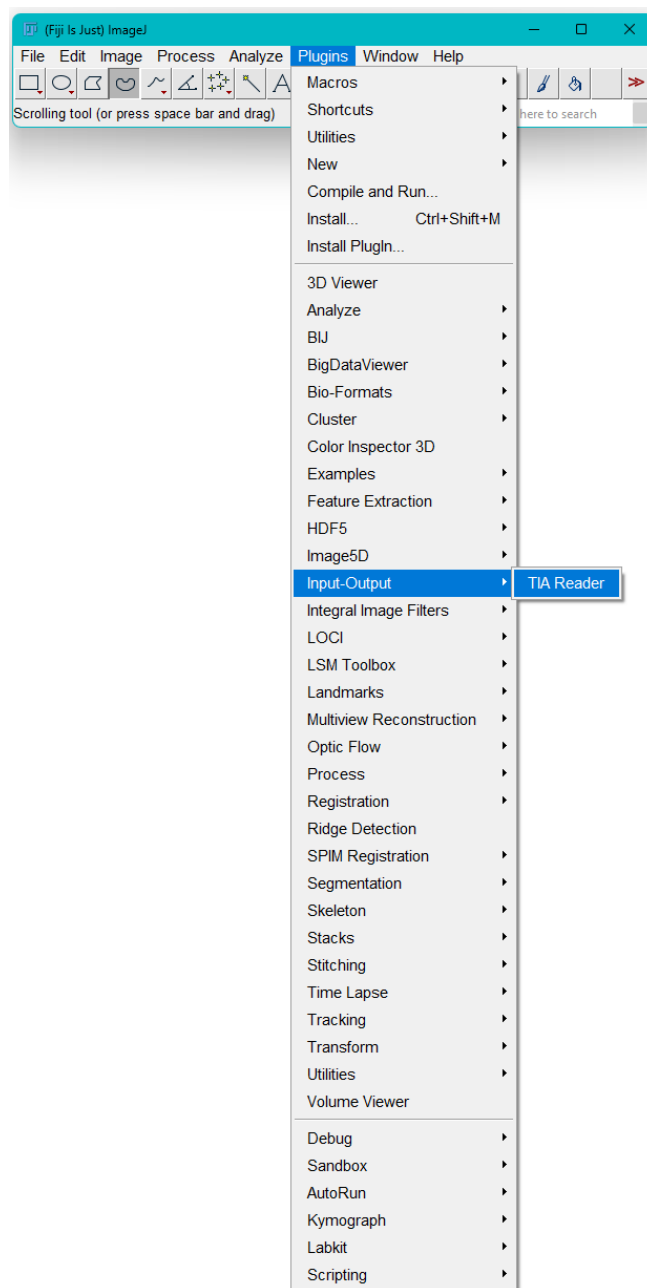 (Fiji Is Just) ImageJ
File Edit Image Process Analyze Plugins Window Help
A
Scrolling tool (or press space bar and drag)
here to search
Macros
Shortcuts
Utilities
New
Compile and Run...
Install... Ctrl+Shift+M
Install PlugIn...
3D Viewer
Analyze
BIJ
BigDataViewer
Bio-Formats
Cluster
Color Inspector 3D
Examples
Feature Extraction
HDF5
Image5D
Input-Output TIA Reader
Integral Image Filters
LOCI
LSM Toolbox
Landmarks
Multiview Reconstruction
Optic Flow
Process
Registration
Ridge Detection
SPIM Registration
Segmentation
Skeleton
Stacks
Stitching
Time Lapse
Tracking
Transform
Utilities
Volume Viewer
Debug
Sandbox
AutoRun
Kymograph
Labkit
Scripting